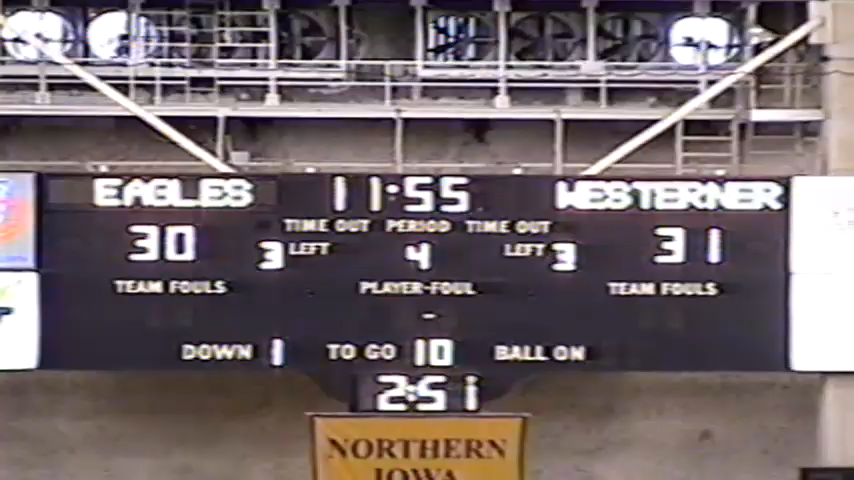 EAGLES 11:55 WESTERNER
TIME OUT PERIOD TIME OUT
30 3 LEFT 4 LEFT 3 31
TEAM FOULS PLAYER-FOUL TEAM FOULS
-
DOWN 1 TO GO 10 BALL ON
2:51
NORTHERN
IOWA